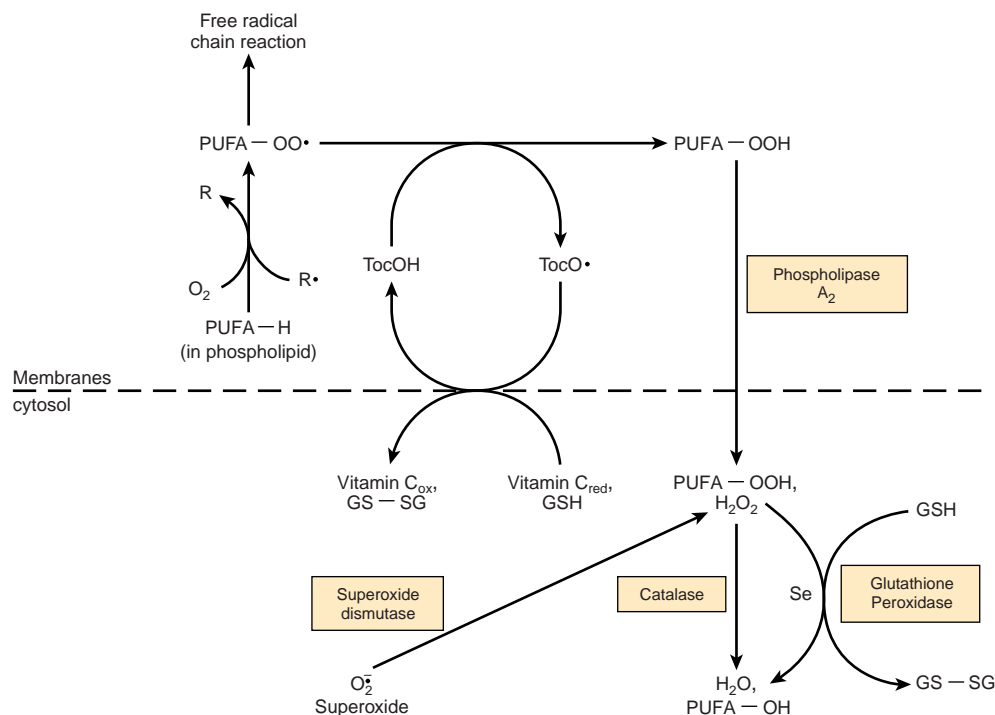 Free radical
chain reaction
PUFA — OO•
PUFA — OOH
R
TocOH
TocO•
Phospholipase
A₂
O₂
R•
PUFA — H
(in phospholipid)
Membranes
cytosol
Vitamin Cox,
GS — SG
Vitamin Cred,
GSH
PUFA — OOH,
H₂O₂
GSH
Superoxide
dismutase
Catalase
Se
Glutathione
Peroxidase
O₂•̄
Superoxide
H₂O,
PUFA — OH
GS — SG